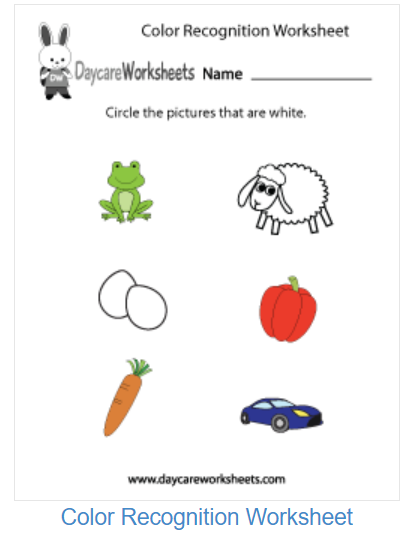 Color Recognition Worksheet
DaycareWorksheets Name
Circle the pictures that are white.
www.daycareworksheets.com
Color Recognition Worksheet